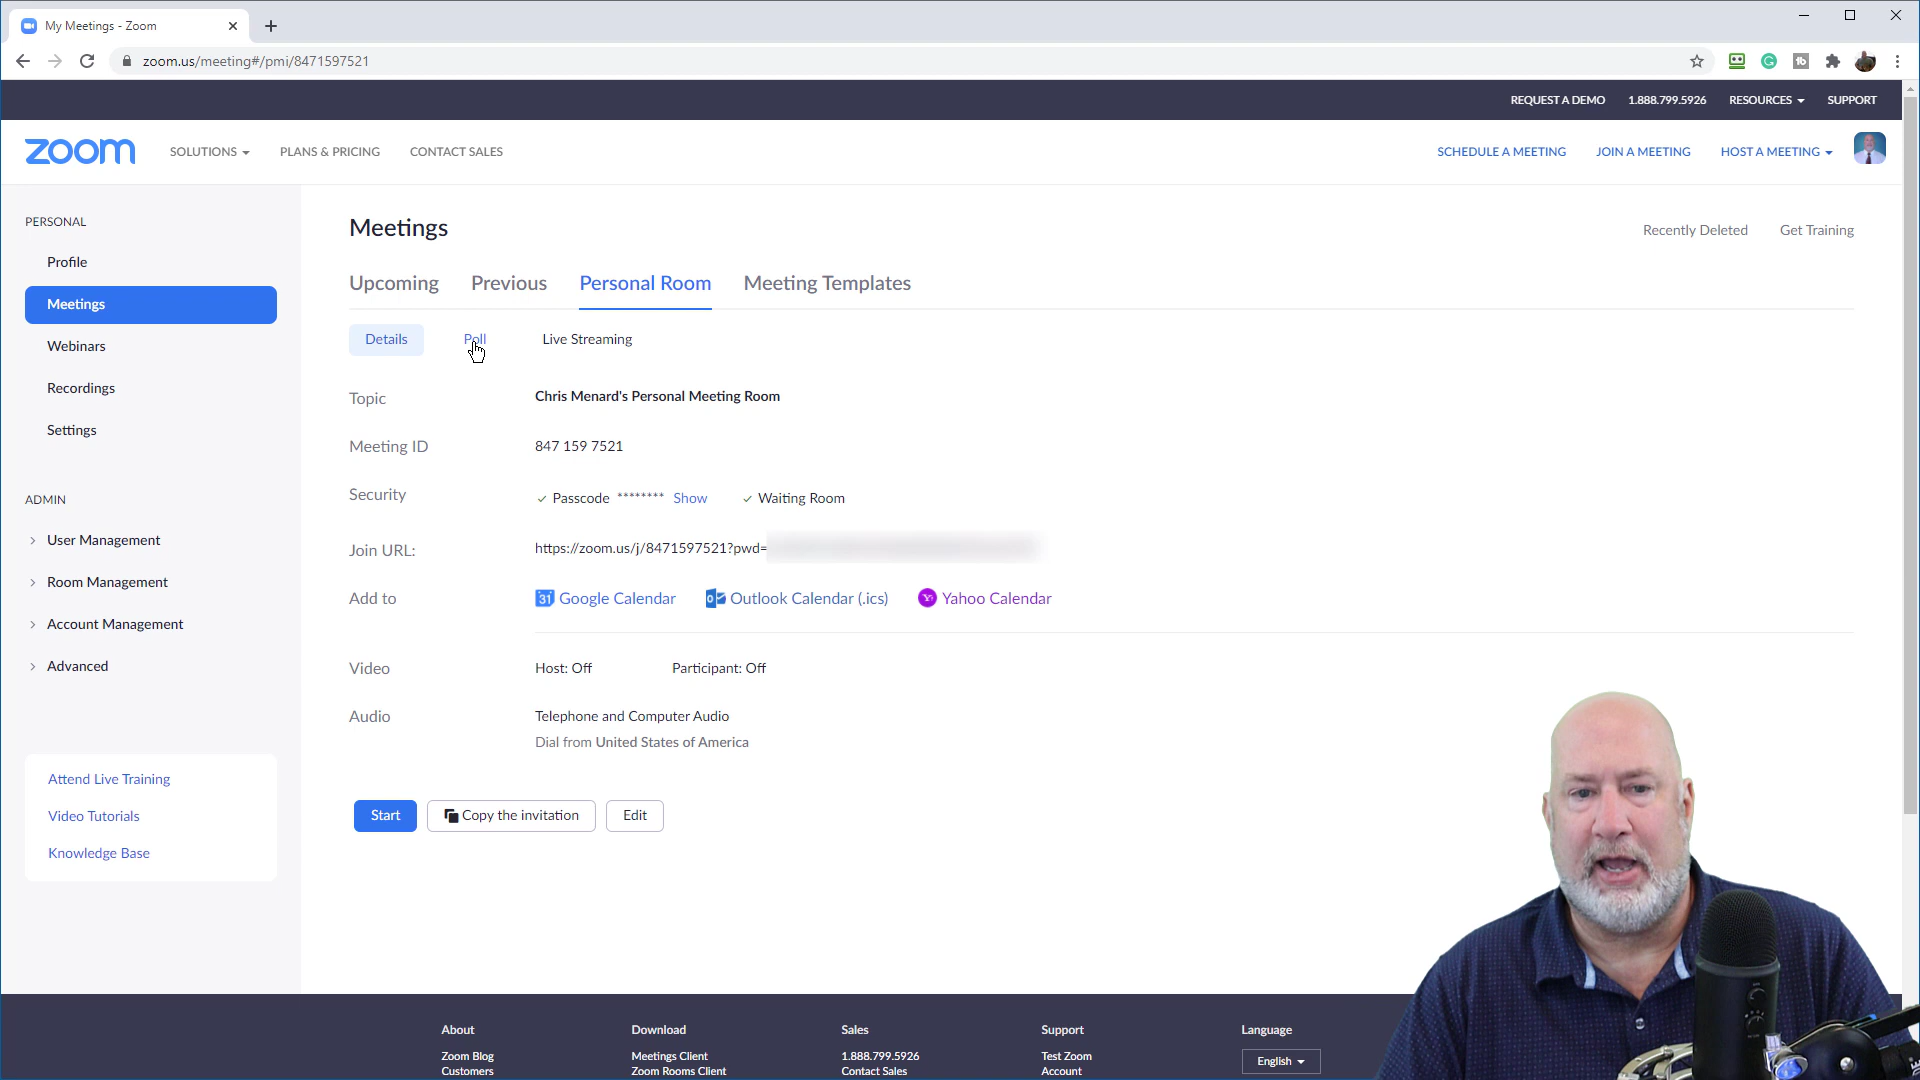 My Meetings - Zoom
zoom.us/meeting#/pmi/8471597521
REQUEST A DEMO 1.888.799.5926 RESOURCES SUPPORT
zoom SOLUTIONS PLANS & PRICING CONTACT SALES SCHEDULE A MEETING JOIN A MEETING HOST A MEETING
PERSONAL
Profile
Meetings
Webinars
Recordings
Settings
ADMIN
User Management
Room Management
Account Management
Advanced
Attend Live Training
Video Tutorials
Knowledge Base
Meetings
Recently Deleted Get Training
Upcoming Previous Personal Room Meeting Templates
Details Poll Live Streaming
Topic Chris Menard's Personal Meeting Room
Meeting ID 847 159 7521
Security Passcode ******** Show Waiting Room
Join URL: https://zoom.us/j/8471597521?pwd=
Add to 31 Google Calendar Outlook Calendar (.ics) Yahoo Calendar
Video Host: Off Participant: Off
Audio Telephone and Computer Audio
Dial from United States of America
Start Copy the invitation Edit
About Download Sales Support Language
Zoom Blog Meetings Client 1.888.799.5926 Test Zoom English
Customers Zoom Rooms Client Contact Sales Account